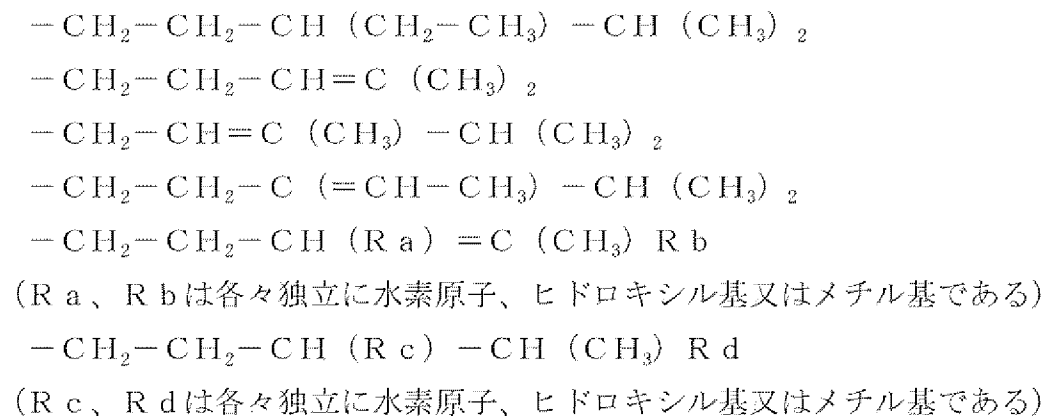 －CH₂－CH₂－CH（CH₂－CH₃）－CH（CH₃）₂
－CH₂－CH₂－CH＝C（CH₃）₂
－CH₂－CH＝C（CH₃）－CH（CH₃）₂
－CH₂－CH₂－C（＝CH－CH₃）－CH（CH₃）₂
－CH₂－CH₂－CH（Ra）＝C（CH₃）Rb
（Ra、Rbは各々独立に水素原子、ヒドロキシル基又はメチル基である）
－CH₂－CH₂－CH（Rc）－CH（CH₃）Rd
（Rc、Rdは各々独立に水素原子、ヒドロキシル基又はメチル基である）